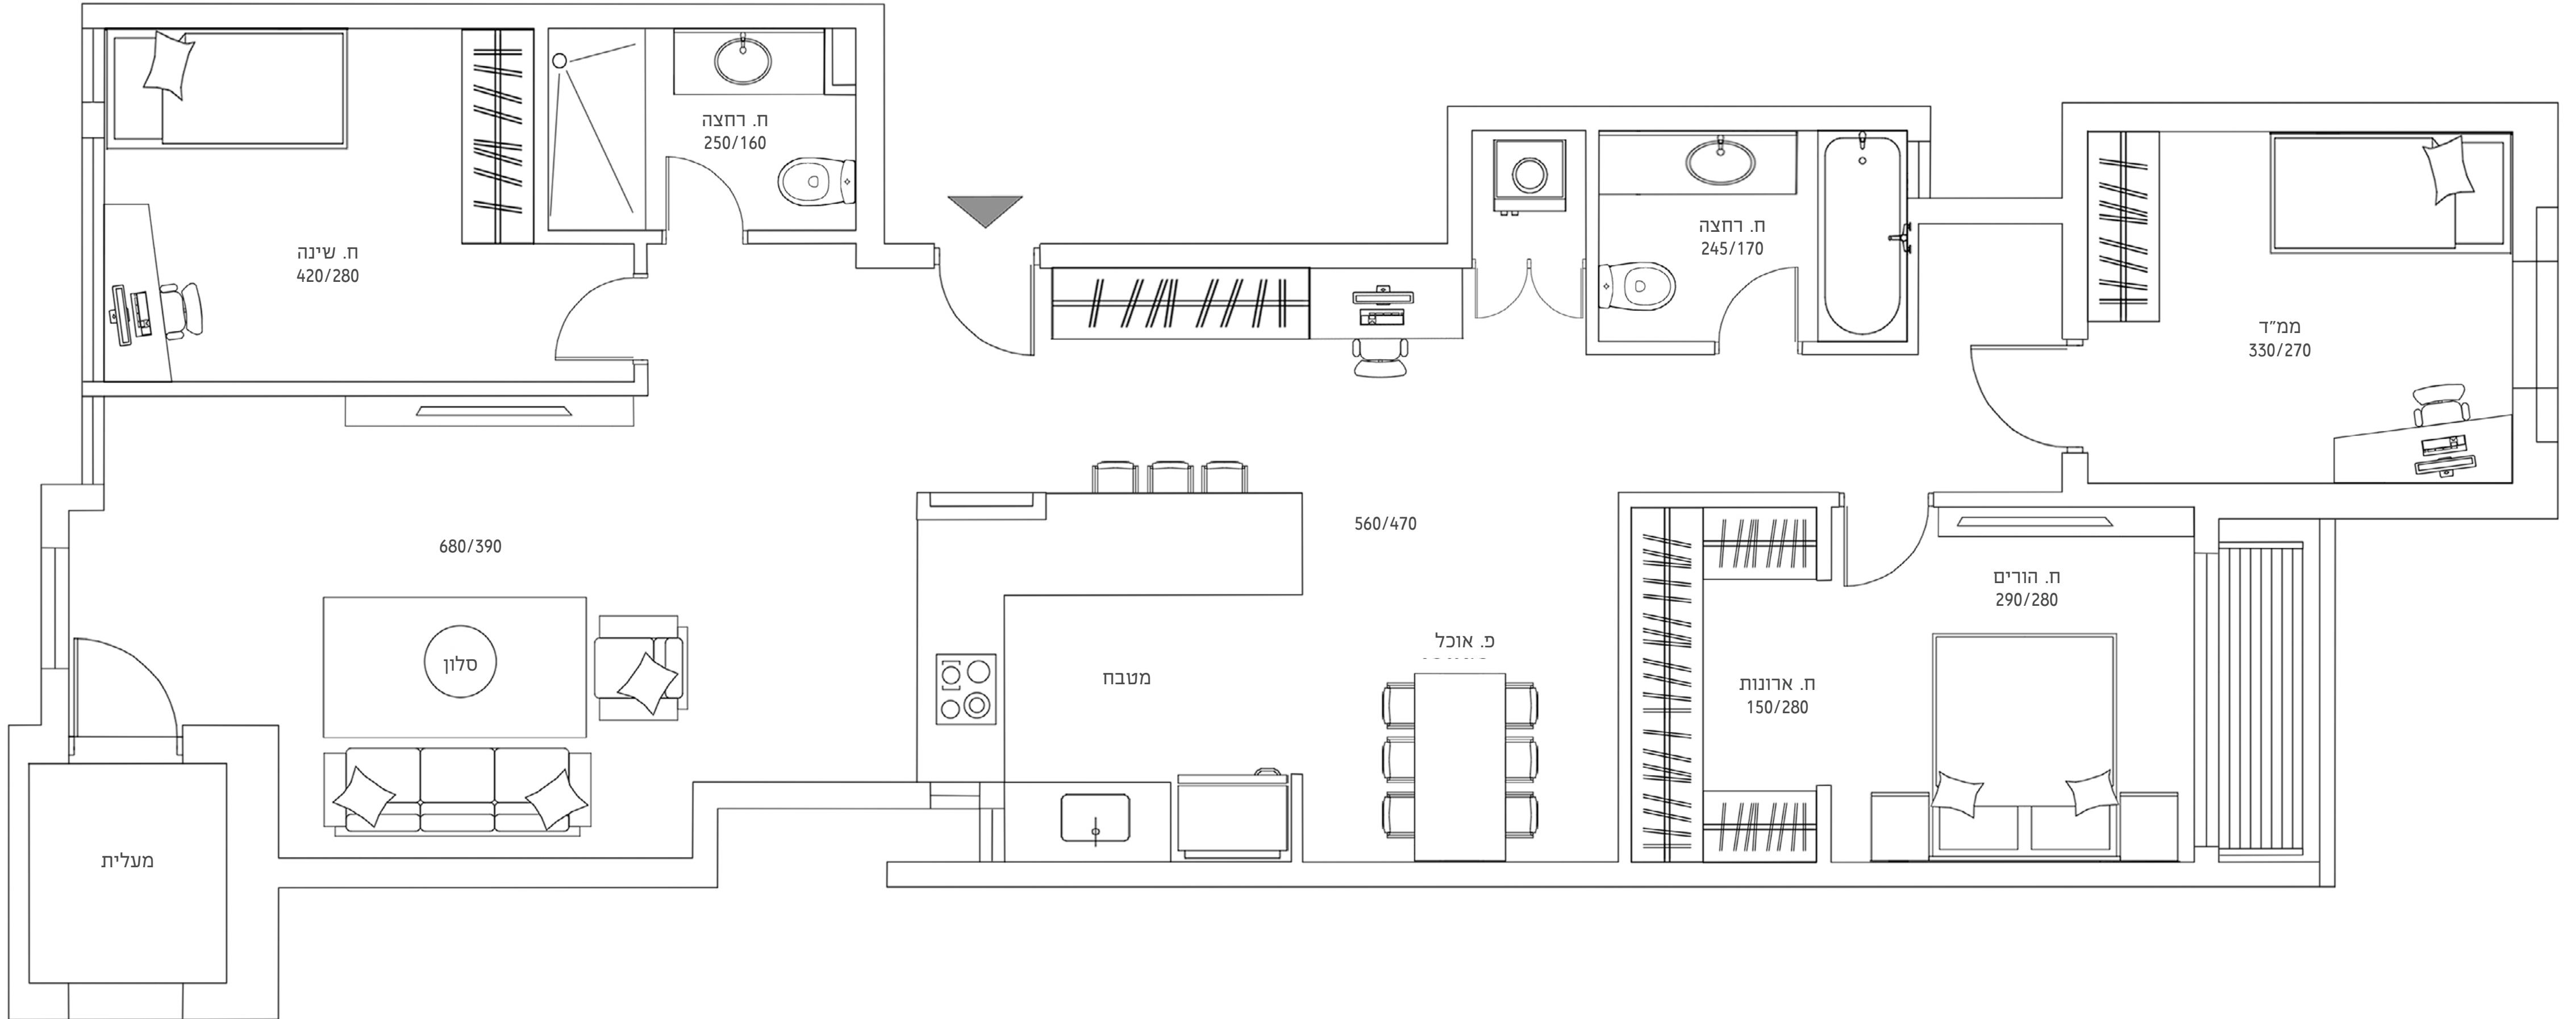 ח. רחצה
250/160
ח. שינה
420/280
ח. רחצה
245/170
ממ"ד
330/270
680/390
560/470
ח. הורים
290/280
פ. אוכל
סלון
מטבח
ח. ארונות
150/280
מעלית